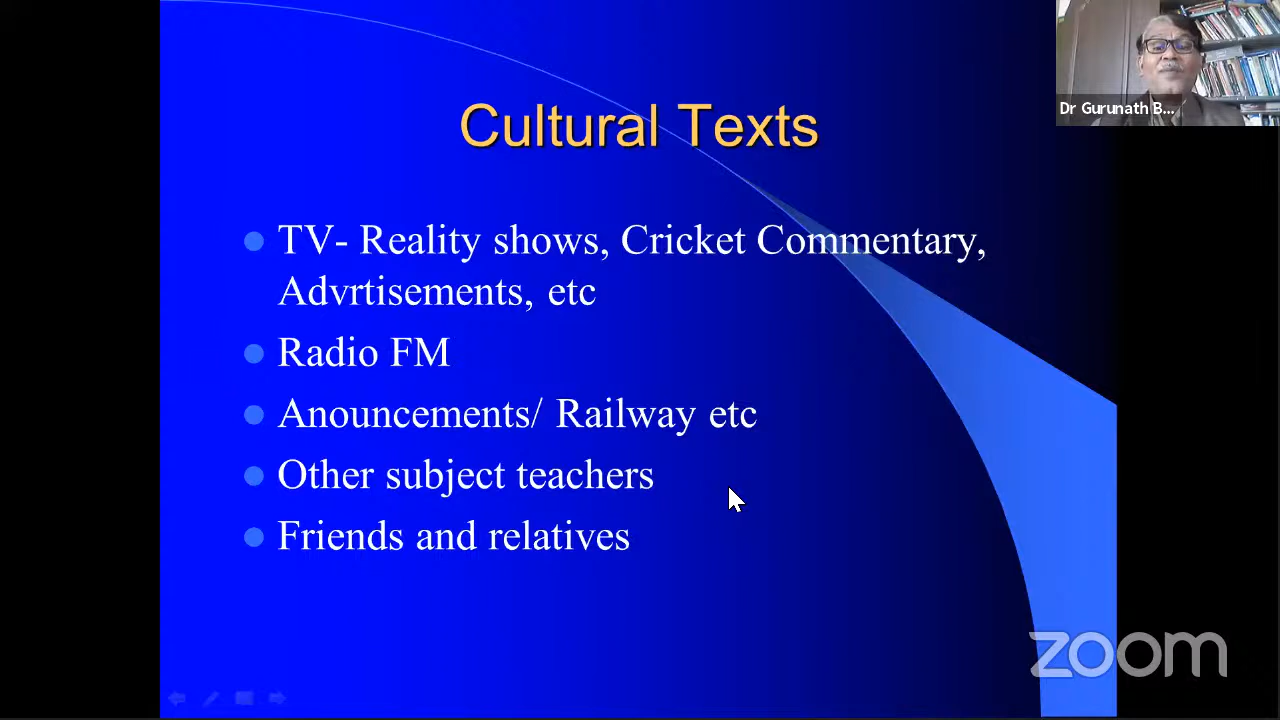 Cultural Texts
TV- Reality shows, Cricket Commentary,
Advrtisements, etc
Radio FM
Anouncements/ Railway etc
Other subject teachers
Friends and relatives
Dr Gurunath B...
zoom